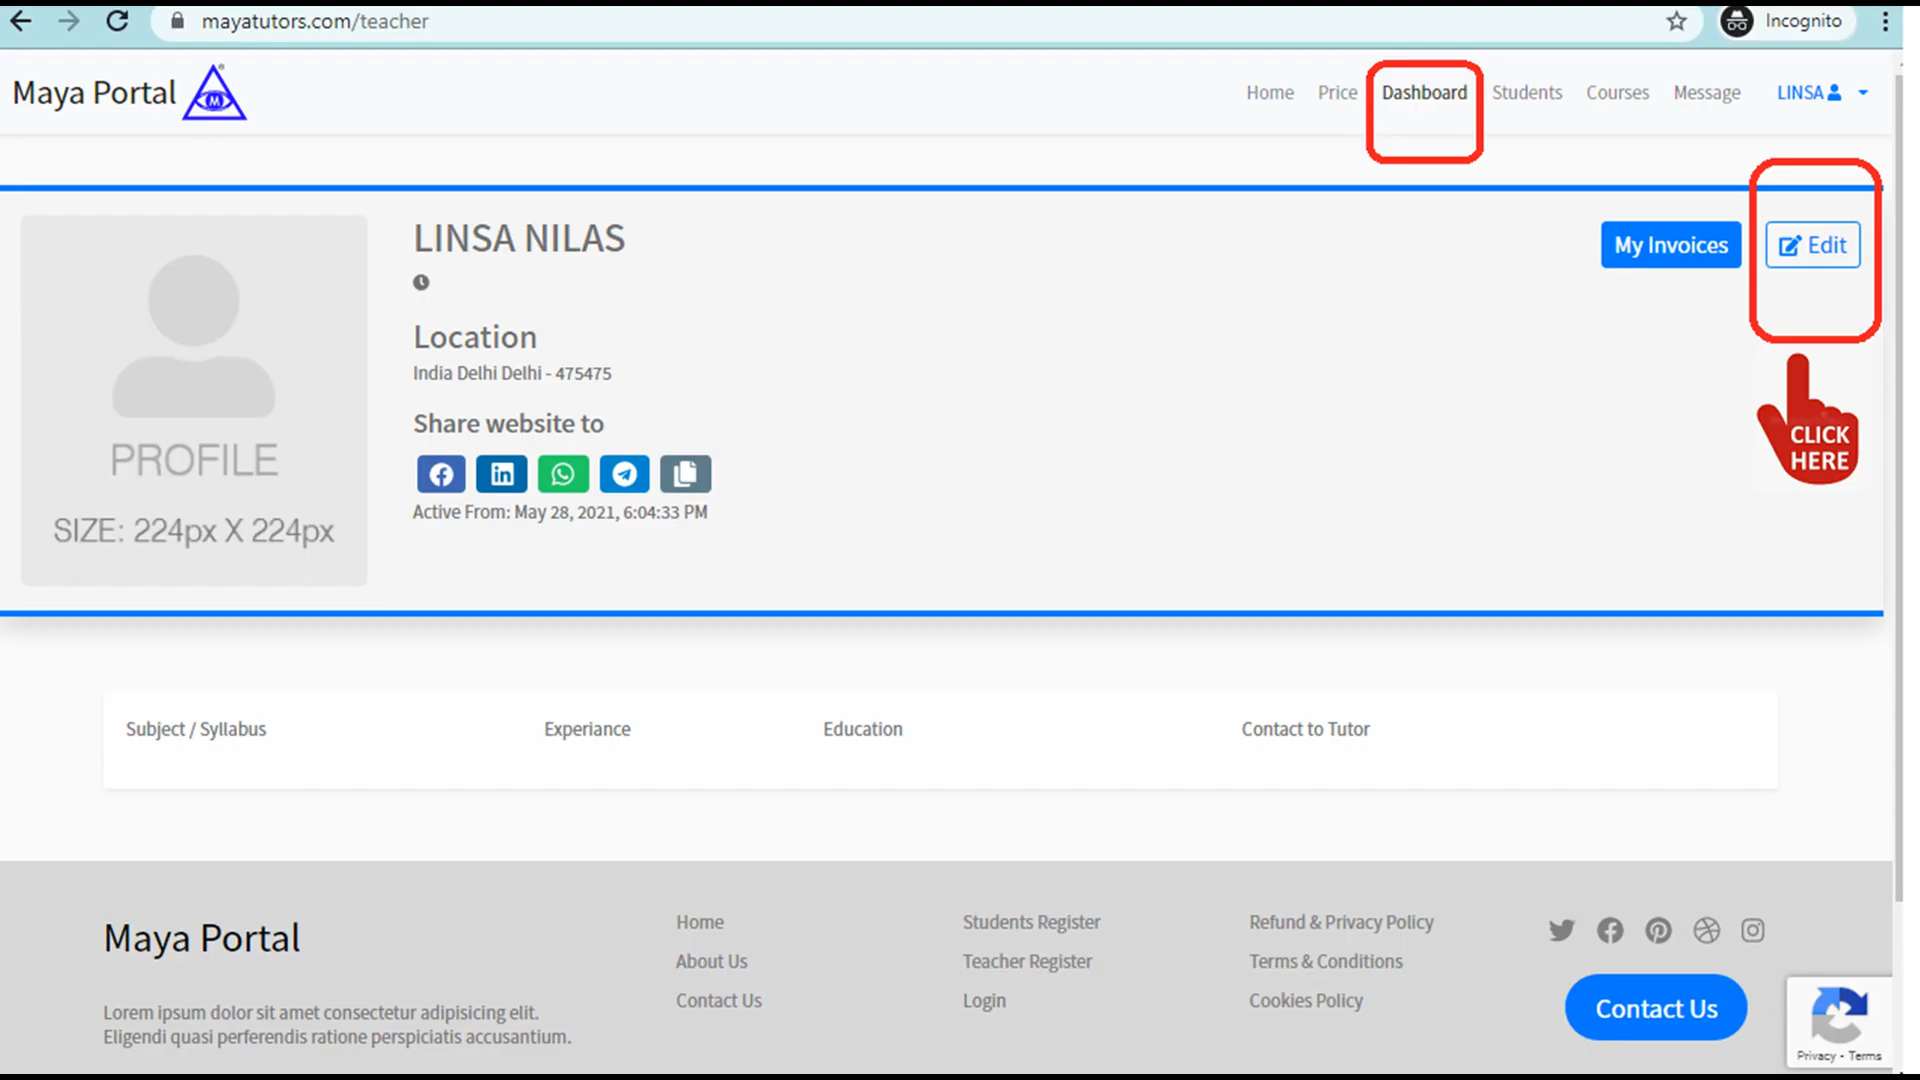 mayatutors.com/teacher
Incognito
Maya Portal
M
Home Price Dashboard Students Courses Message LINSA
LINSA NILAS
My Invoices
Edit
Location
India Delhi Delhi - 475475
Share website to
Active From: May 28, 2021, 6:04:33 PM
PROFILE
SIZE: 224px X 224px
CLICK
HERE
Subject / Syllabus Experiance Education Contact to Tutor
Maya Portal
Lorem ipsum dolor sit amet consectetur adipisicing elit.
Eligendi quasi perferendis ratione perspiciatis accusantium.
Home
About Us
Contact Us
Students Register
Teacher Register
Login
Refund & Privacy Policy
Terms & Conditions
Cookies Policy
Contact Us
Privacy - Terms